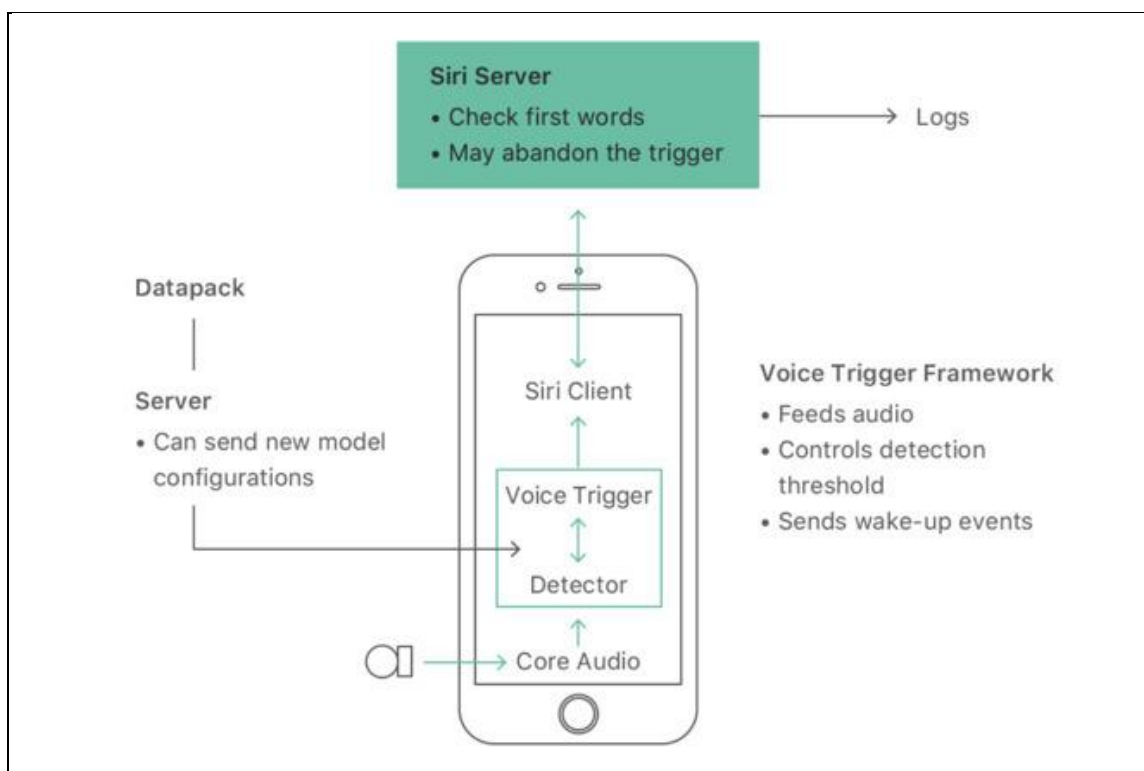 Siri Server
• Check first words
• May abandon the trigger
Logs
Datapack
Server
• Can send new model
configurations
Siri Client
Voice Trigger
Detector
Core Audio
Voice Trigger Framework
• Feeds audio
• Controls detection
threshold
• Sends wake-up events